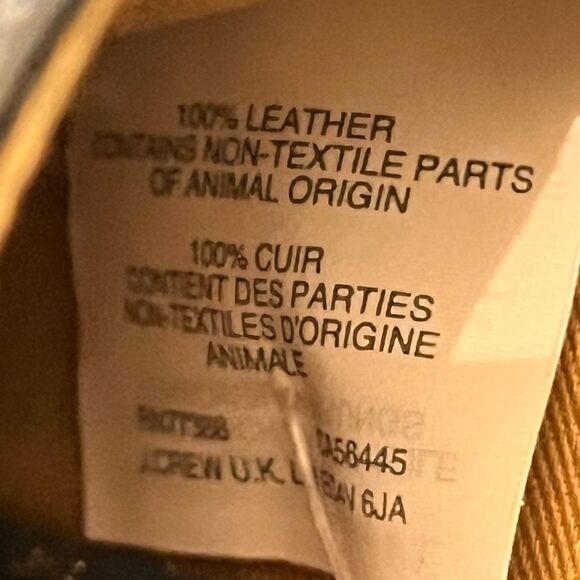 100% LEATHER
CONTAINS NON-TEXTILE PARTS
OF ANIMAL ORIGIN
100% CUIR
CONTIENT DES PARTIES
NON-TEXTILES D'ORIGINE
ANIMALE
CA56445
J.CREW U.K. 6JA